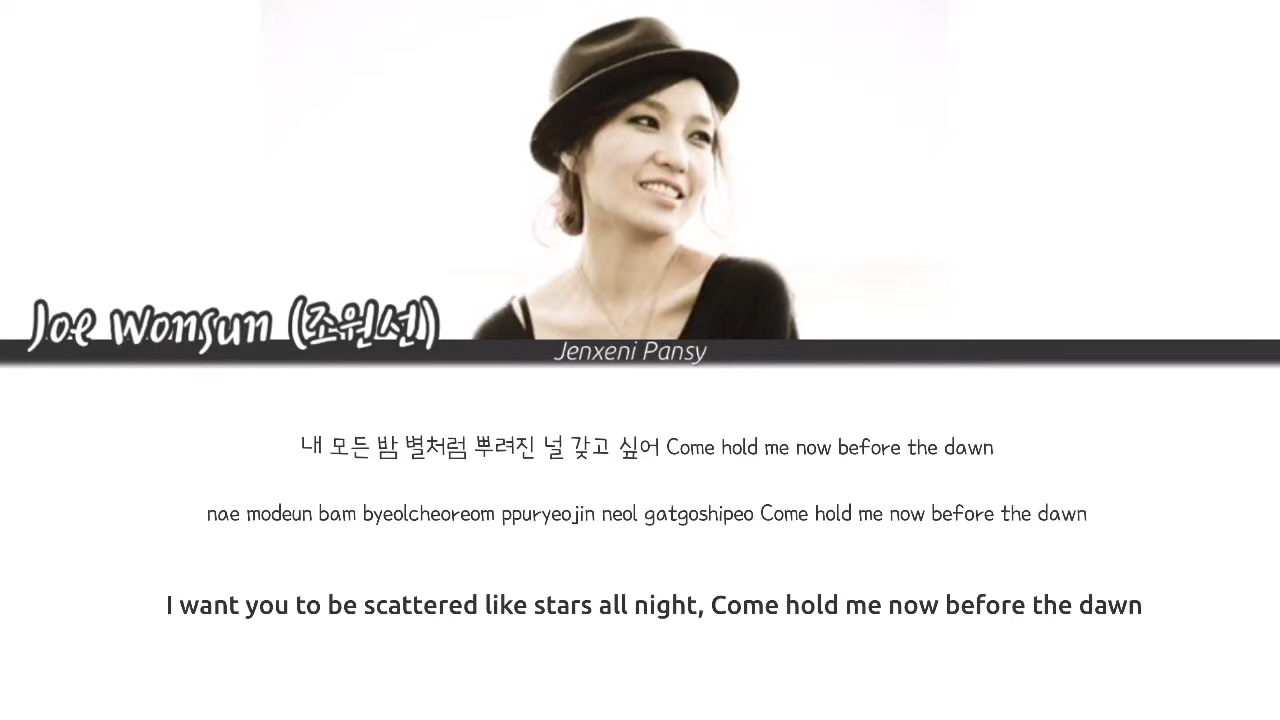 Joe Wonsun (조원선)
Jenxeni Pansy
내 모든 밤 별처럼 뿌려진 널 갖고 싶어 Come hold me now before the dawn
nae modeun bam byeolcheoreom ppuryeojin neol gatgoshipeo Come hold me now before the dawn
I want you to be scattered like stars all night, Come hold me now before the dawn